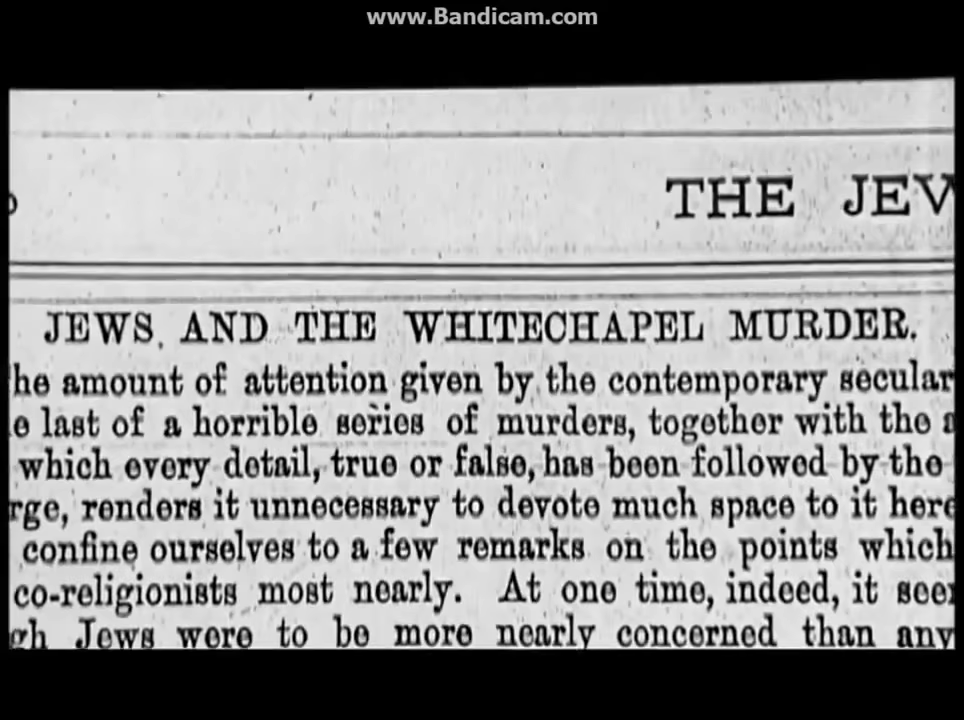 www.Bandicam.com
THE JEW
JEWS, AND THE WHITECHAPEL MURDER.
he amount of attention given by the contemporary secular
e last of a horrible series of murders, together with the a
which every detail, true or false, has been followed by the
rge, renders it unnecessary to devote much space to it here
confine ourselves to a few remarks on the points which
co-religionists most nearly. At one time, indeed, it see
gh Jews were to be more nearly concerned than any